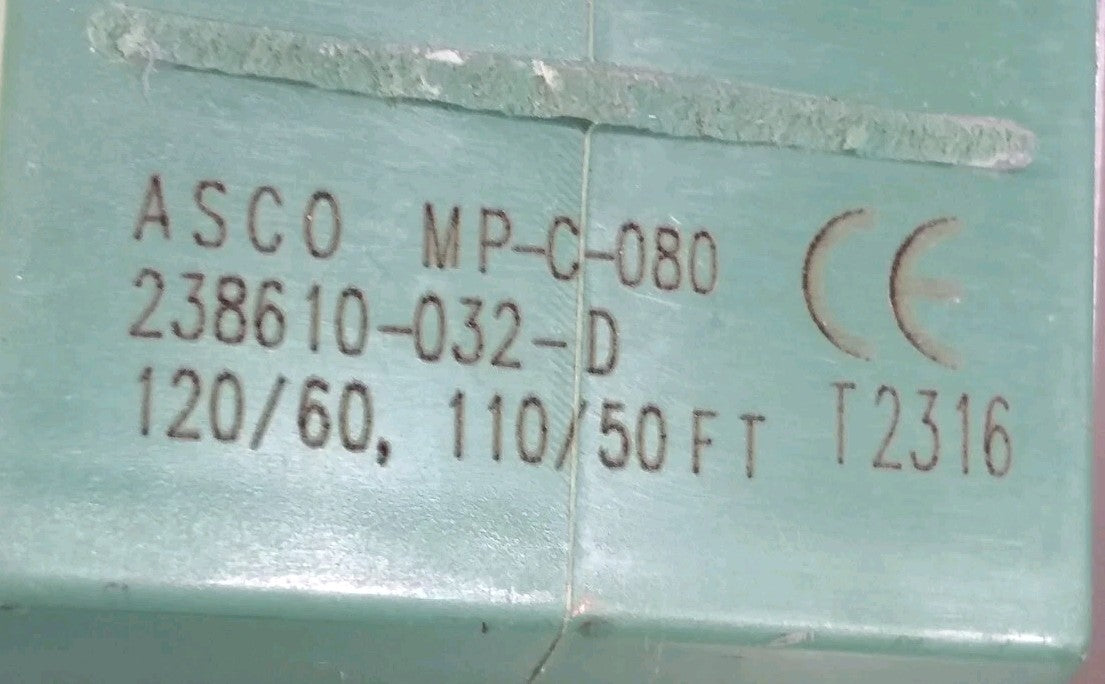 ASCO MP-C-080 CE
238610-032-D
120/60, 110/50 FT T2316